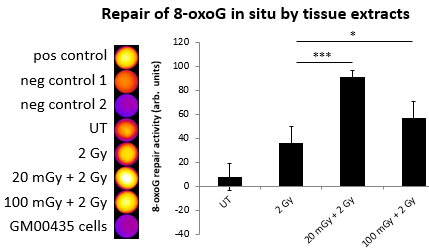 Repair of 8-oxoG in situ by tissue extracts
pos control
neg control 1
neg control 2
UT
2 Gy
20 mGy + 2 Gy
100 mGy + 2 Gy
GM00435 cells
8-oxoG repair activity (arb. units)
120
100
80
60
40
20
0
-20
-40
*
***
UT
2 Gy
20 mGy + 2 Gy
100 mGy + 2 Gy